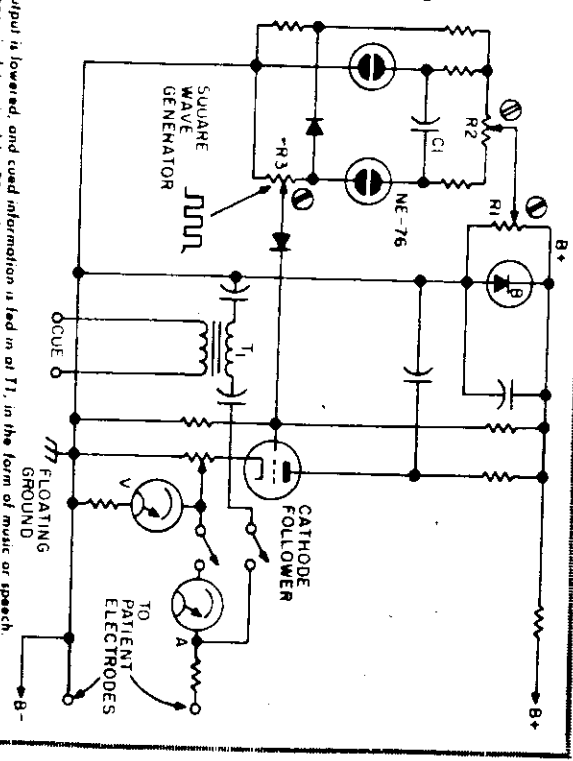 B+
B+
R1
R2
C1
NE-76
B
*R3
SQUARE
WAVE
GENERATOR
T1
CUE
CATHODE
FOLLOWER
V
A
TO
PATIENT
ELECTRODES
FLOATING
GROUND
B-
utput is lowered, and cued information is fed in at T1, in the form of music or speech.